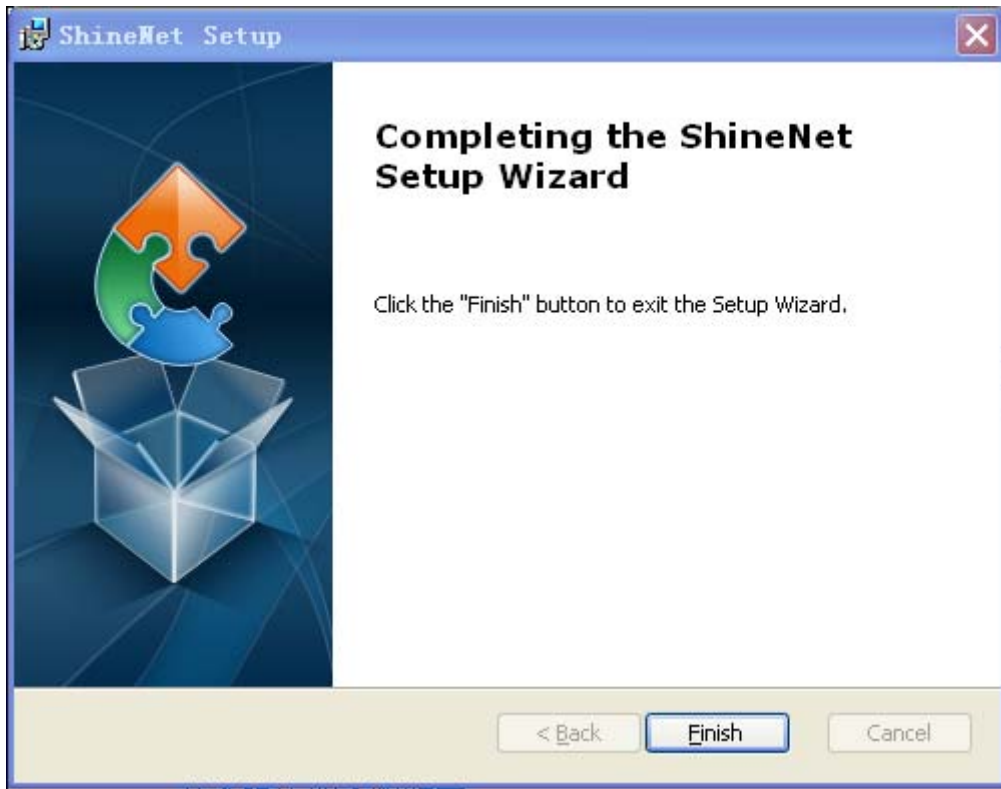 ShineNet Setup
Completing the ShineNet
Setup Wizard
Click the "Finish" button to exit the Setup Wizard.
< Back
Finish
Cancel